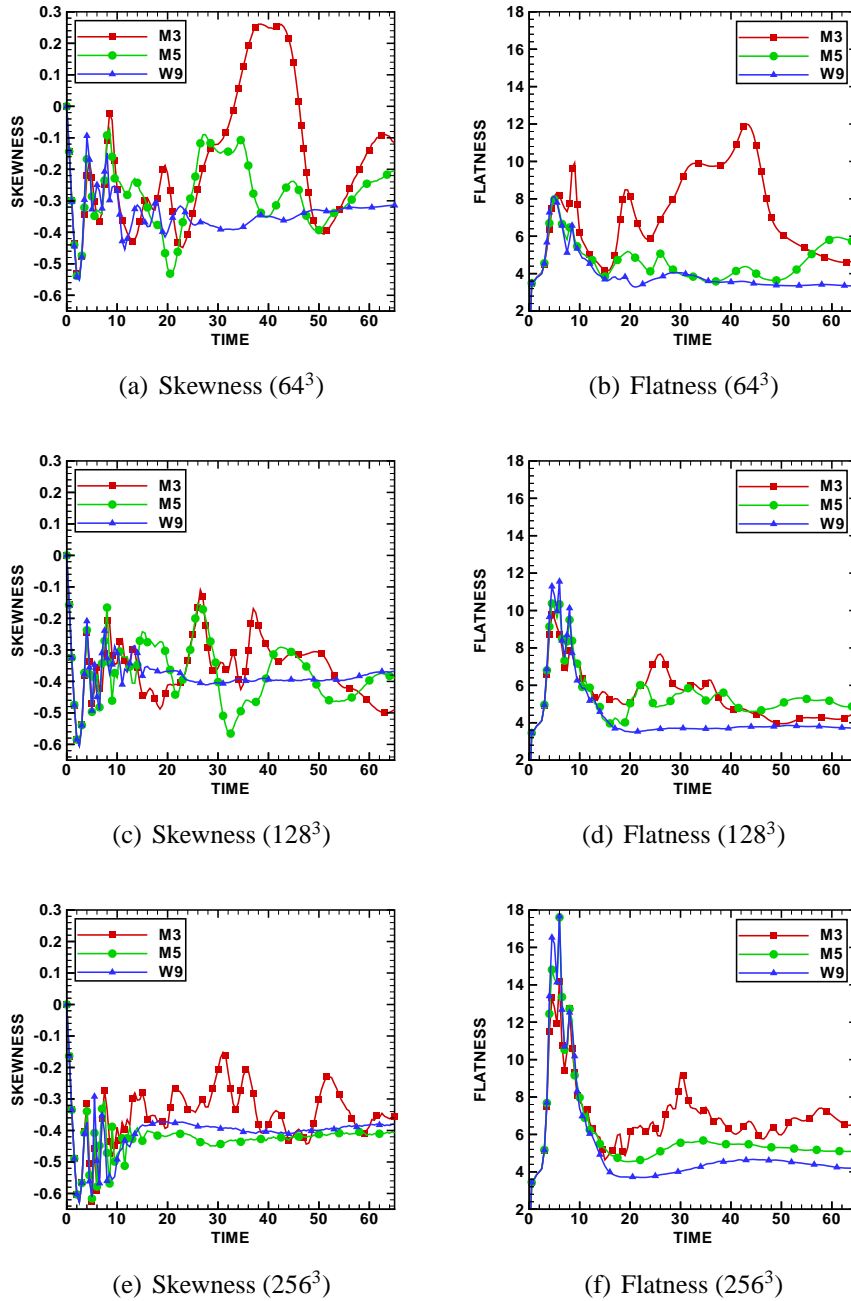 0.3
0.2
0.1
0
-0.1
-0.2
-0.3
-0.4
-0.5
-0.6
SKEWNESS
M3
M5
W9
0 10 20 30 40 50 60
TIME
(a) Skewness (64³)
18
16
14
12
10
8
6
4
2
FLATNESS
M3
M5
W9
0 10 20 30 40 50 60
TIME
(b) Flatness (64³)
0.3
0.2
0.1
0
-0.1
-0.2
-0.3
-0.4
-0.5
-0.6
SKEWNESS
M3
M5
W9
0 10 20 30 40 50 60
TIME
(c) Skewness (128³)
18
16
14
12
10
8
6
4
2
FLATNESS
M3
M5
W9
0 10 20 30 40 50 60
TIME
(d) Flatness (128³)
0.3
0.2
0.1
0
-0.1
-0.2
-0.3
-0.4
-0.5
-0.6
SKEWNESS
M3
M5
W9
0 10 20 30 40 50 60
TIME
(e) Skewness (256³)
18
16
14
12
10
8
6
4
2
FLATNESS
M3
M5
W9
0 10 20 30 40 50 60
TIME
(f) Flatness (256³)